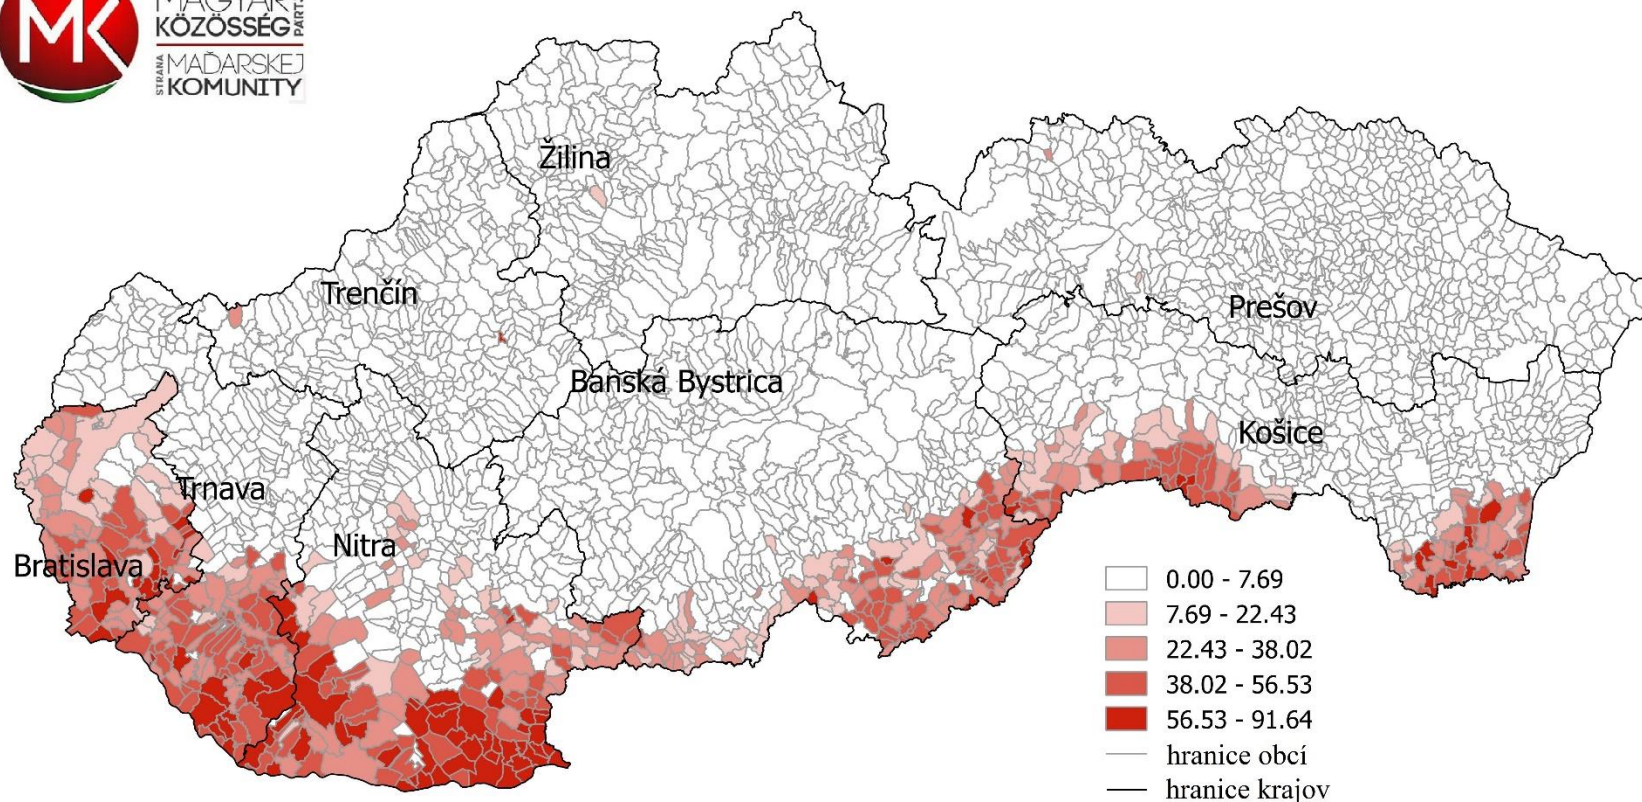 MAGYAR
KÖZÖSSÉG
PÁRTJA
MK
STRANA
MAĎARSKEJ
KOMUNITY
Žilina
Trenčín
Prešov
Banská Bystrica
Košice
Trnava
Nitra
Bratislava
0.00 - 7.69
7.69 - 22.43
22.43 - 38.02
38.02 - 56.53
56.53 - 91.64
hranice obcí
hranice krajov